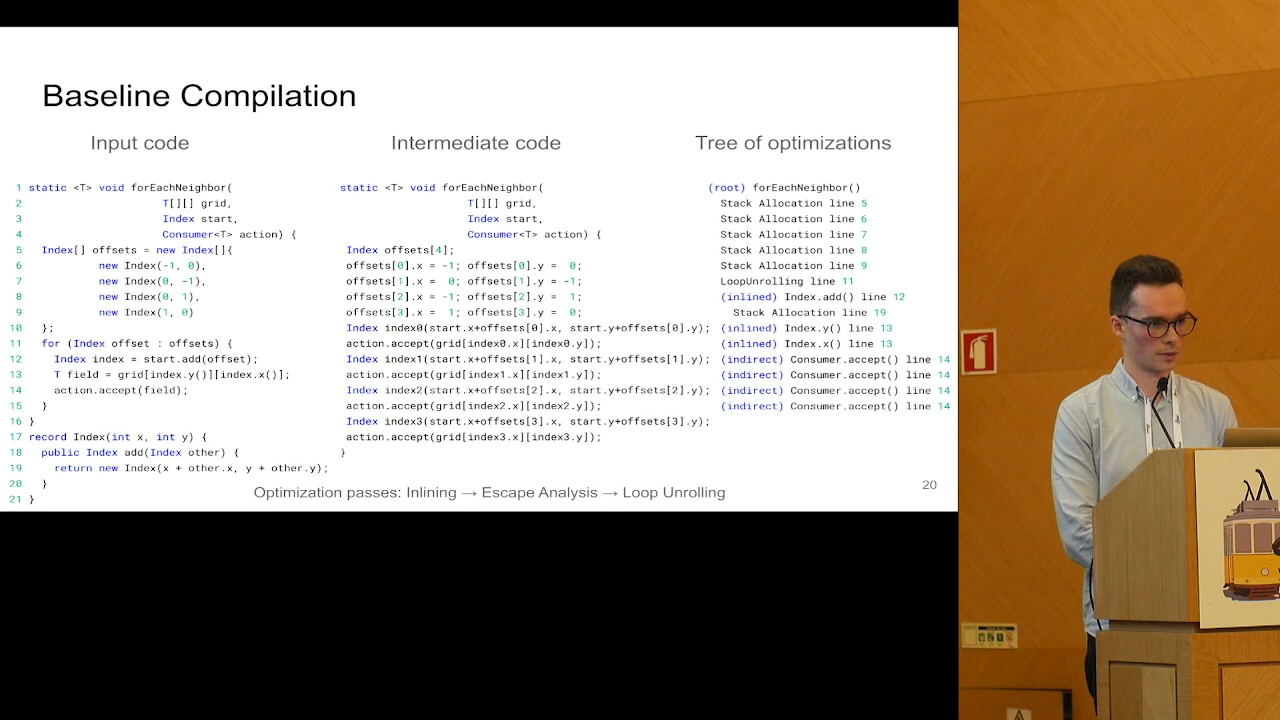 Baseline Compilation
Input code
1 static <T> void forEachNeighbor(
2 T[][] grid,
3 Index start,
4 Consumer<T> action) {
5 Index[] offsets = new Index[]{
6 new Index(-1, 0),
7 new Index(0, -1),
8 new Index(0, 1),
9 new Index(1, 0)
10 };
11 for (Index offset : offsets) {
12 Index index = start.add(offset);
13 T field = grid[index.y()][index.x()];
14 action.accept(field);
15 }
16 }
17 record Index(int x, int y) {
18 public Index add(Index other) {
19 return new Index(x + other.x, y + other.y);
20 }
21 }
Intermediate code
static <T> void forEachNeighbor(
T[][] grid,
Index start,
Consumer<T> action) {
Index offsets[4];
offsets[0].x = -1; offsets[0].y = 0;
offsets[1].x = 0; offsets[1].y = -1;
offsets[2].x = -1; offsets[2].y = 1;
offsets[3].x = 1; offsets[3].y = 0;
Index index0(start.x+offsets[0].x, start.y+offsets[0].y);
action.accept(grid[index0.x][index0.y]);
Index index1(start.x+offsets[1].x, start.y+offsets[1].y);
action.accept(grid[index1.x][index1.y]);
Index index2(start.x+offsets[2].x, start.y+offsets[2].y);
action.accept(grid[index2.x][index2.y]);
Index index3(start.x+offsets[3].x, start.y+offsets[3].y);
action.accept(grid[index3.x][index3.y]);
}
Tree of optimizations
(root) forEachNeighbor()
Stack Allocation line 5
Stack Allocation line 6
Stack Allocation line 7
Stack Allocation line 8
Stack Allocation line 9
LoopUnrolling line 11
(inlined) Index.add() line 12
Stack Allocation line 19
(inlined) Index.y() line 13
(inlined) Index.x() line 13
(indirect) Consumer.accept() line 14
(indirect) Consumer.accept() line 14
(indirect) Consumer.accept() line 14
(indirect) Consumer.accept() line 14
Optimization passes: Inlining → Escape Analysis → Loop Unrolling
20